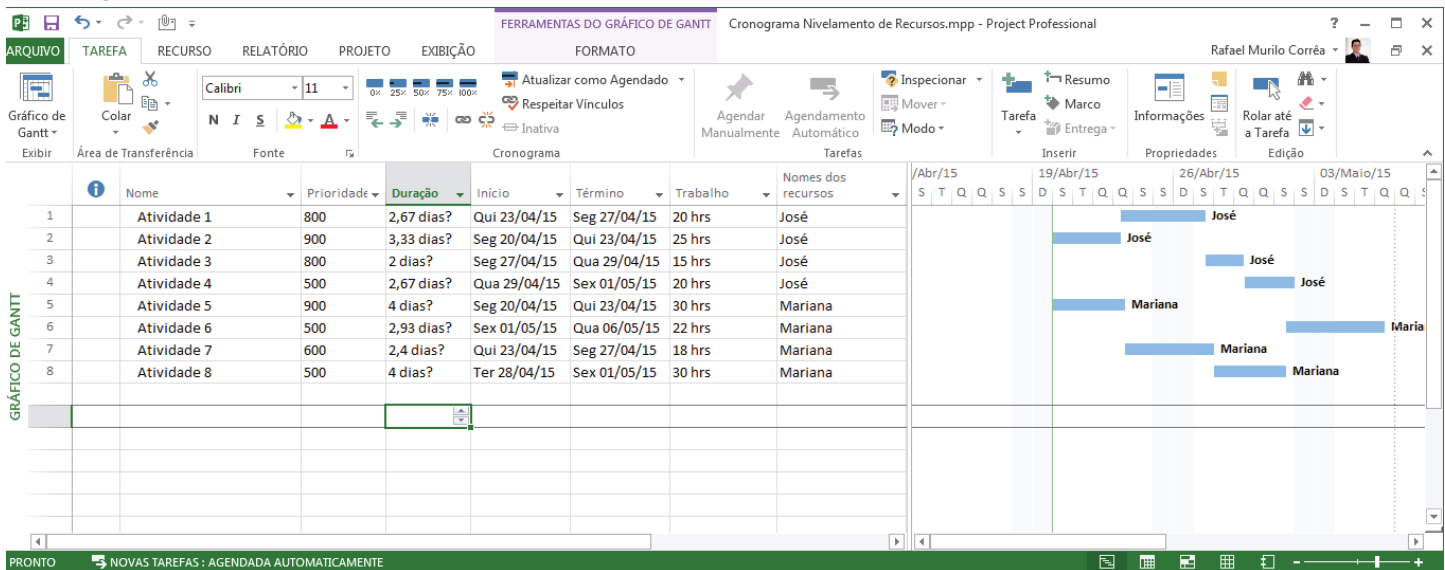 FERRAMENTAS DO GRÁFICO DE GANTT Cronograma Nivelamento de Recursos.mpp - Project Professional
ARQUIVO TAREFA RECURSO RELATÓRIO PROJETO EXIBIÇÃO FORMATO Rafael Murilo Corrêa
Gráfico de Gantt
Exibir
Colar
Área de Transferência
Calibri 11
N I S A
Fonte
0% 25% 50% 75% 100%
Atualizar como Agendado
Respeitar Vínculos
Inativa
Cronograma
Agendar Manualmente
Agendamento Automático
Inspecionar
Mover
Modo
Tarefas
Tarefa
Resumo
Marco
Entrega
Inserir
Informações
Propriedades
Rolar até a Tarefa
Edição
Nome Prioridade Duração Início Término Trabalho Nomes dos recursos
/Abr/15 19/Abr/15 26/Abr/15 03/Maio/15
S T Q Q S S D S T Q Q S S D S T Q Q S S D S T Q Q S
1 Atividade 1 800 2,67 dias? Qui 23/04/15 Seg 27/04/15 20 hrs José José
2 Atividade 2 900 3,33 dias? Seg 20/04/15 Qui 23/04/15 25 hrs José José
3 Atividade 3 800 2 dias? Seg 27/04/15 Qua 29/04/15 15 hrs José José
4 Atividade 4 500 2,67 dias? Qua 29/04/15 Sex 01/05/15 20 hrs José José
5 Atividade 5 900 4 dias? Seg 20/04/15 Qui 23/04/15 30 hrs Mariana Mariana
6 Atividade 6 500 2,93 dias? Sex 01/05/15 Qua 06/05/15 22 hrs Mariana Maria
7 Atividade 7 600 2,4 dias? Qui 23/04/15 Seg 27/04/15 18 hrs Mariana Mariana
8 Atividade 8 500 4 dias? Ter 28/04/15 Sex 01/05/15 30 hrs Mariana Mariana
GRÁFICO DE GANTT
PRONTO NOVAS TAREFAS : AGENDADA AUTOMATICAMENTE